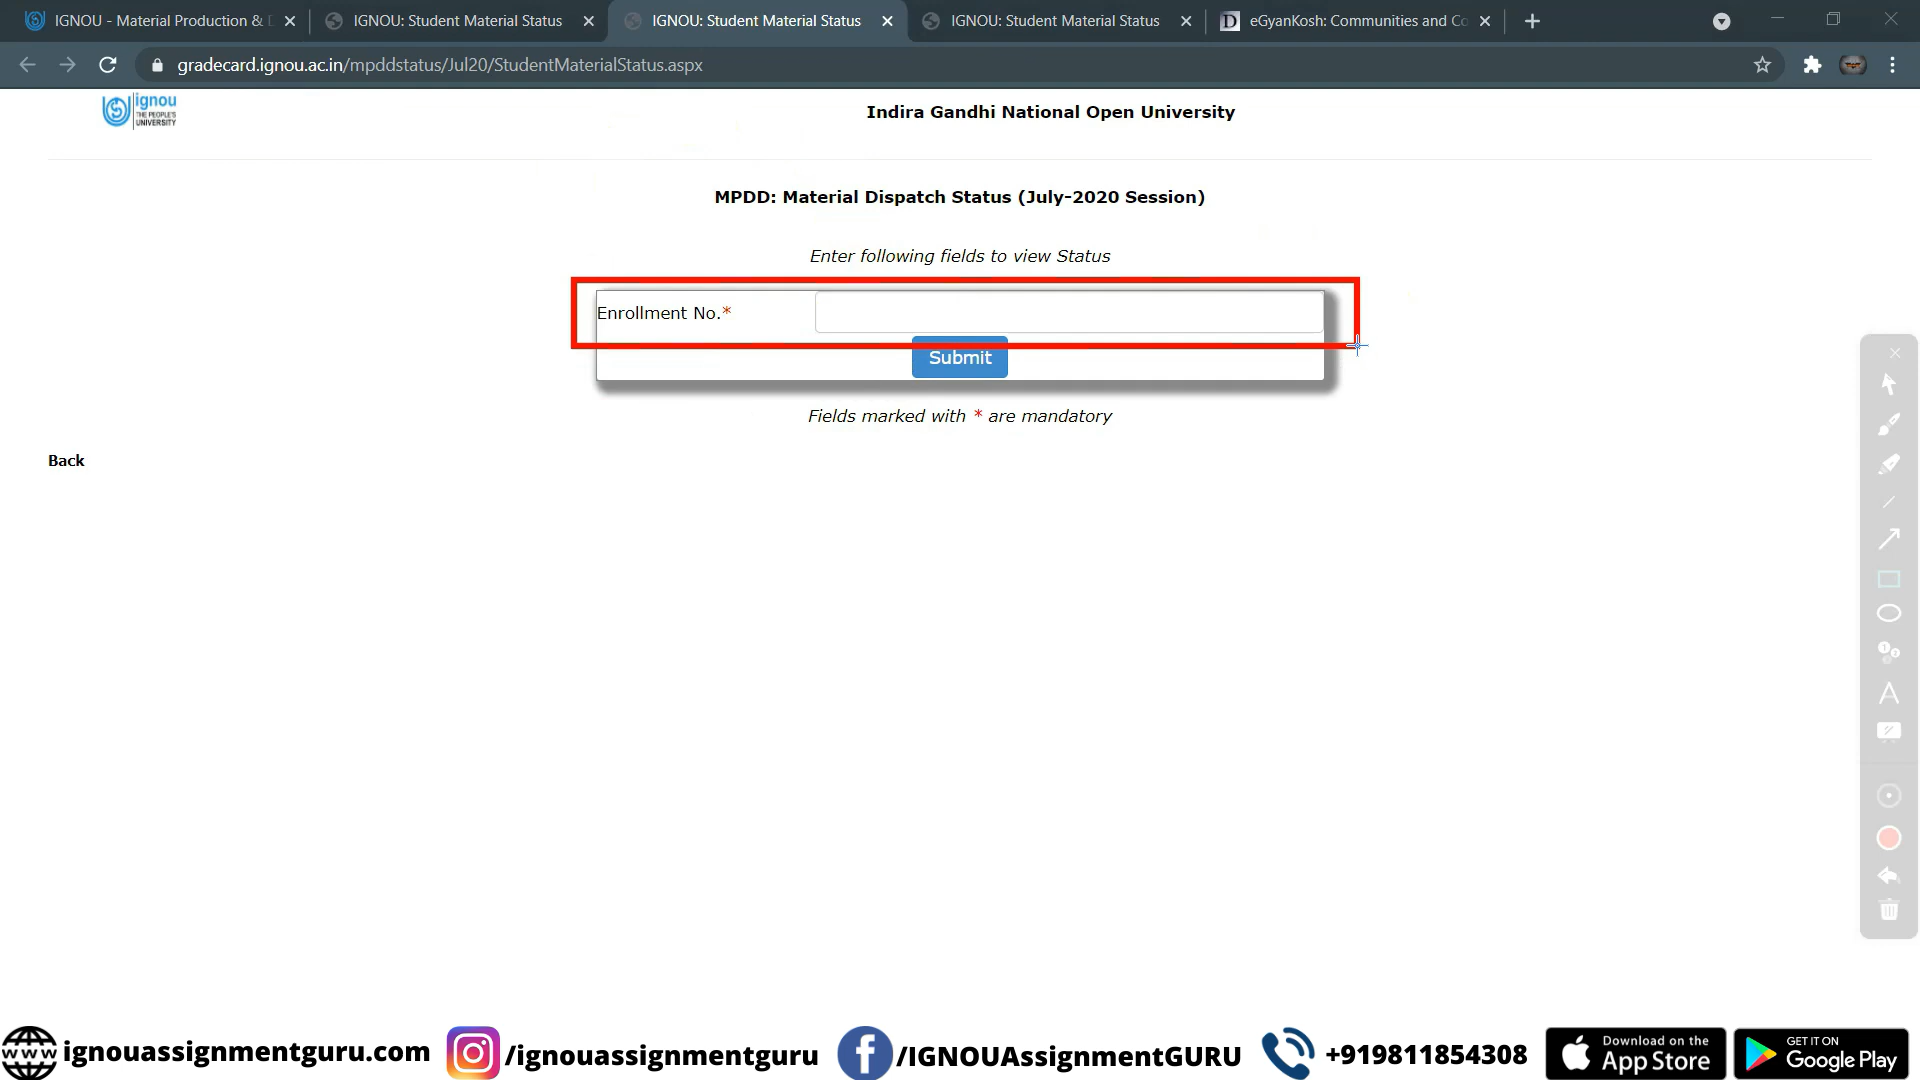 IGNOU - Material Production & D
IGNOU: Student Material Status
IGNOU: Student Material Status
IGNOU: Student Material Status
eGyanKosh: Communities and Co
gradecard.ignou.ac.in/mpddstatus/Jul20/StudentMaterialStatus.aspx
ignou
THE PEOPLE'S
UNIVERSITY
Indira Gandhi National Open University
MPDD: Material Dispatch Status (July-2020 Session)
Enter following fields to view Status
Enrollment No.*
Submit
Fields marked with * are mandatory
Back
www
ignouassignmentguru.com
/ignouassignmentguru
/IGNOUAssignmentGURU
+919811854308
Download on the
App Store
GET IT ON
Google Play